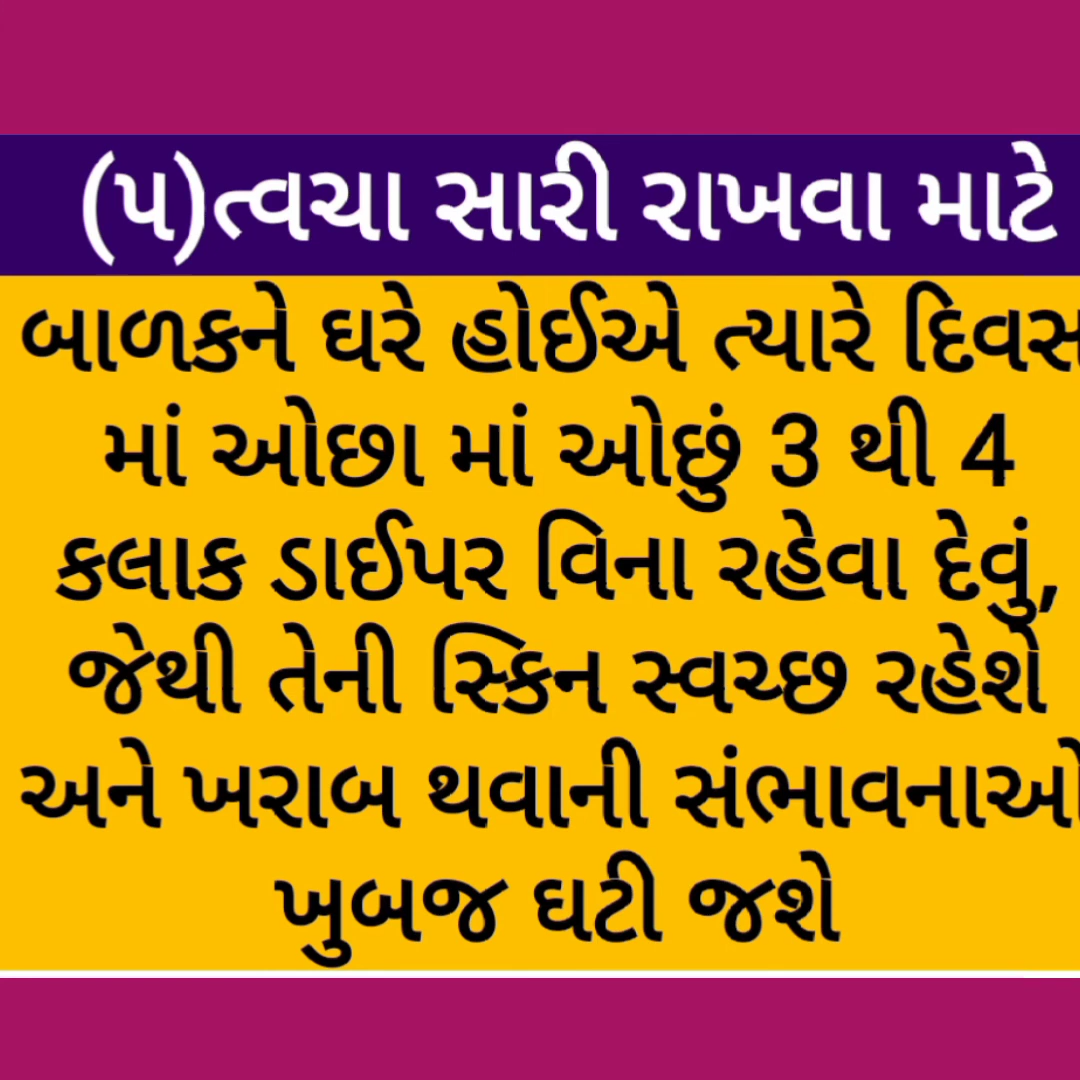 (૫)ત્વચા સારી રાખવા માટે
બાળકને ઘરે હોઈએ ત્યારે દિવસ
માં ઓછા માં ઓછું 3 થી 4
કલાક ડાઈપર વિના રહેવા દેવું,
જેથી તેની સ્કિન સ્વચ્છ રહેશે
અને ખરાબ થવાની સંભાવનાઓ
ખુબજ ઘટી જશે